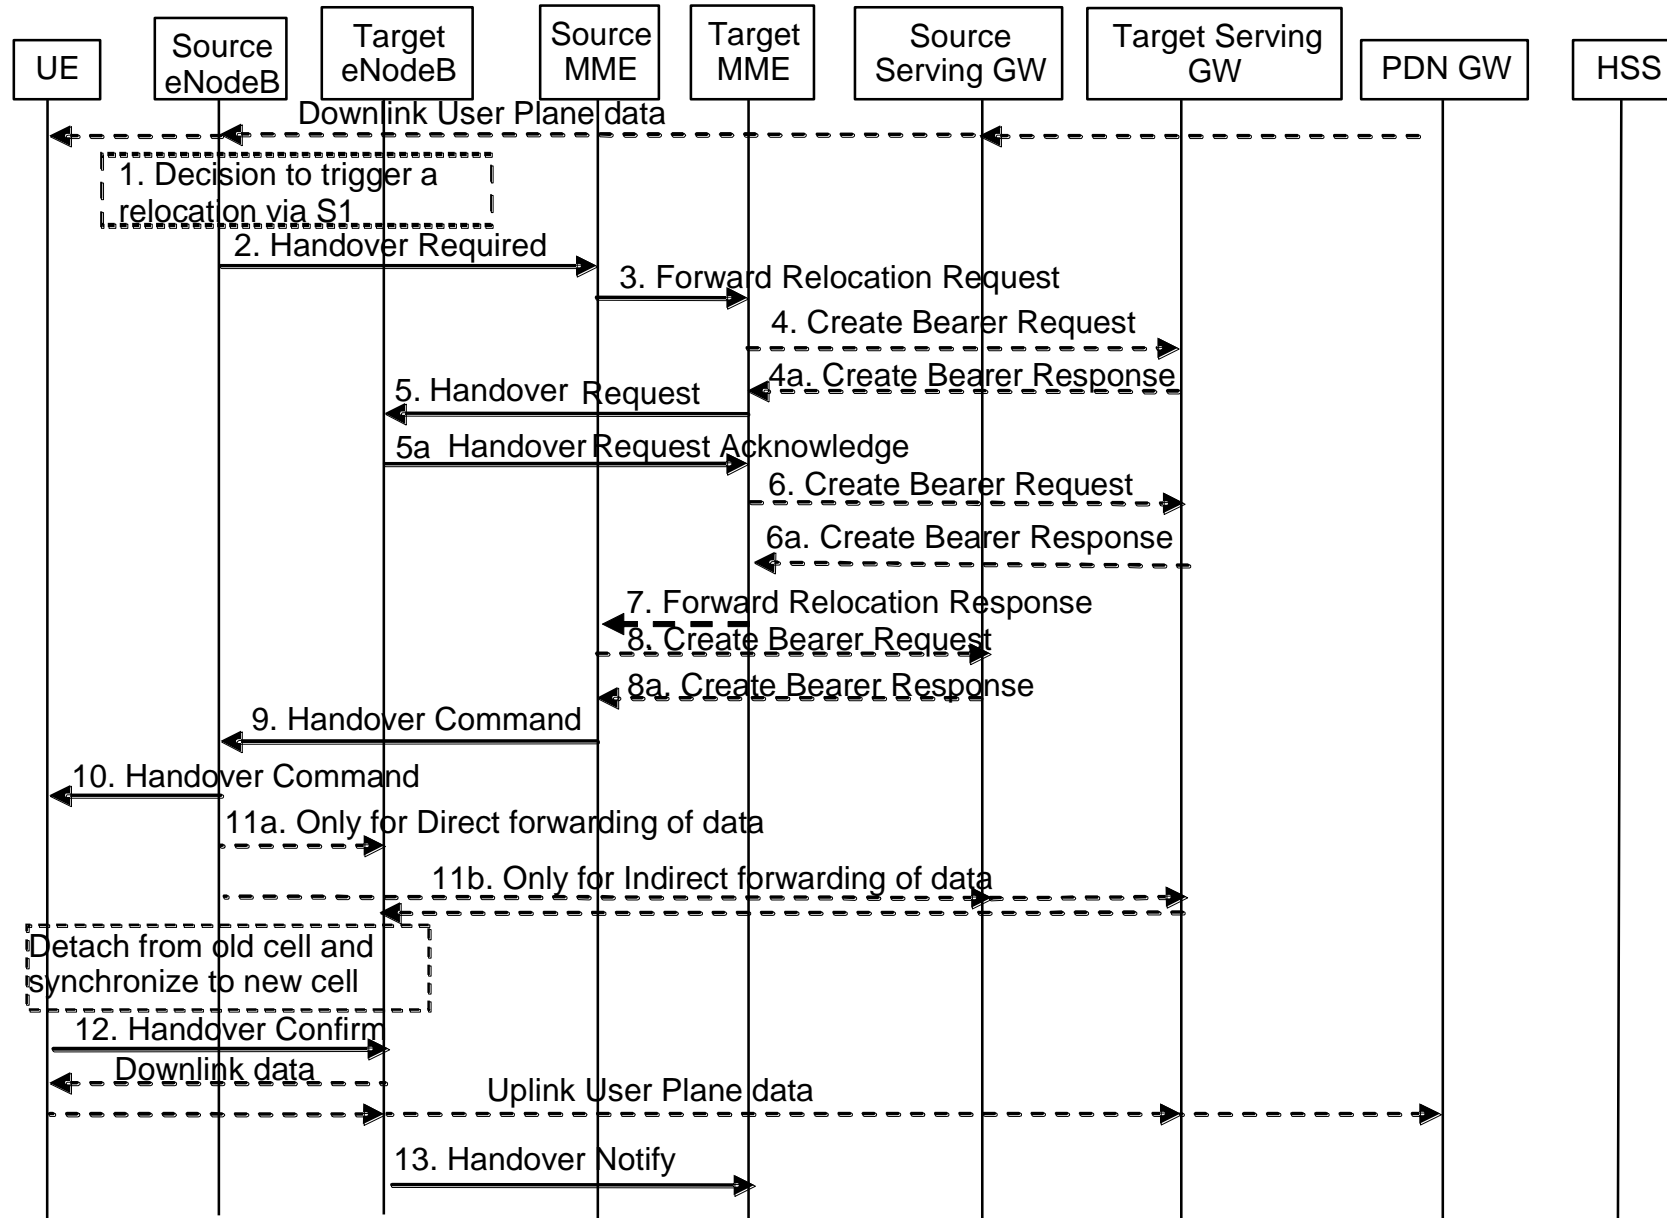 UE
Source
eNodeB
Target
eNodeB
Source
MME
Target
MME
Source
Serving GW
Target Serving
GW
PDN GW
HSS
Downlink User Plane data
1. Decision to trigger a
relocation via S1
2. Handover Required
3. Forward Relocation Request
4. Create Bearer Request
4a. Create Bearer Response
5. Handover Request
5a Handover Request Acknowledge
6. Create Bearer Request
6a. Create Bearer Response
7. Forward Relocation Response
8. Create Bearer Request
8a. Create Bearer Response
9. Handover Command
10. Handover Command
11a. Only for Direct forwarding of data
11b. Only for Indirect forwarding of data
Detach from old cell and
synchronize to new cell
12. Handover Confirm
Downlink data
Uplink User Plane data
13. Handover Notify